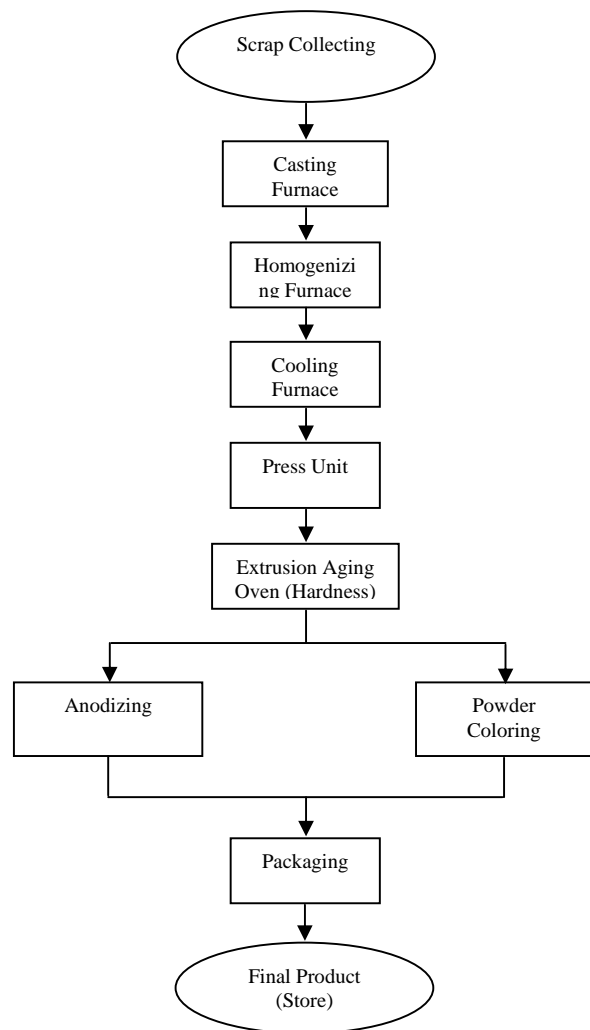 Scrap Collecting
Casting
Furnace
Homogenizi
ng Furnace
Cooling
Furnace
Press Unit
Extrusion Aging
Oven (Hardness)
Anodizing
Powder
Coloring
Packaging
Final Product
(Store)